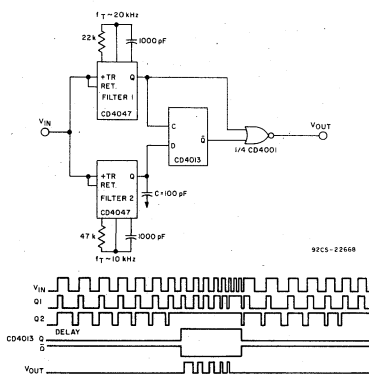 fT~20 kHz
22k
1000 pF
+TR Q
RET.
FILTER 1
CD4047
VIN
C
D
Q̅
CD4013
VOUT
1/4 CD4001
+TR Q
RET.
FILTER 2
CD4047
C=100 pF
47 k
1000 pF
fT~10 kHz
92CS-22668
VIN
Q1
Q2
DELAY
CD4013 Q
Q̅
VOUT